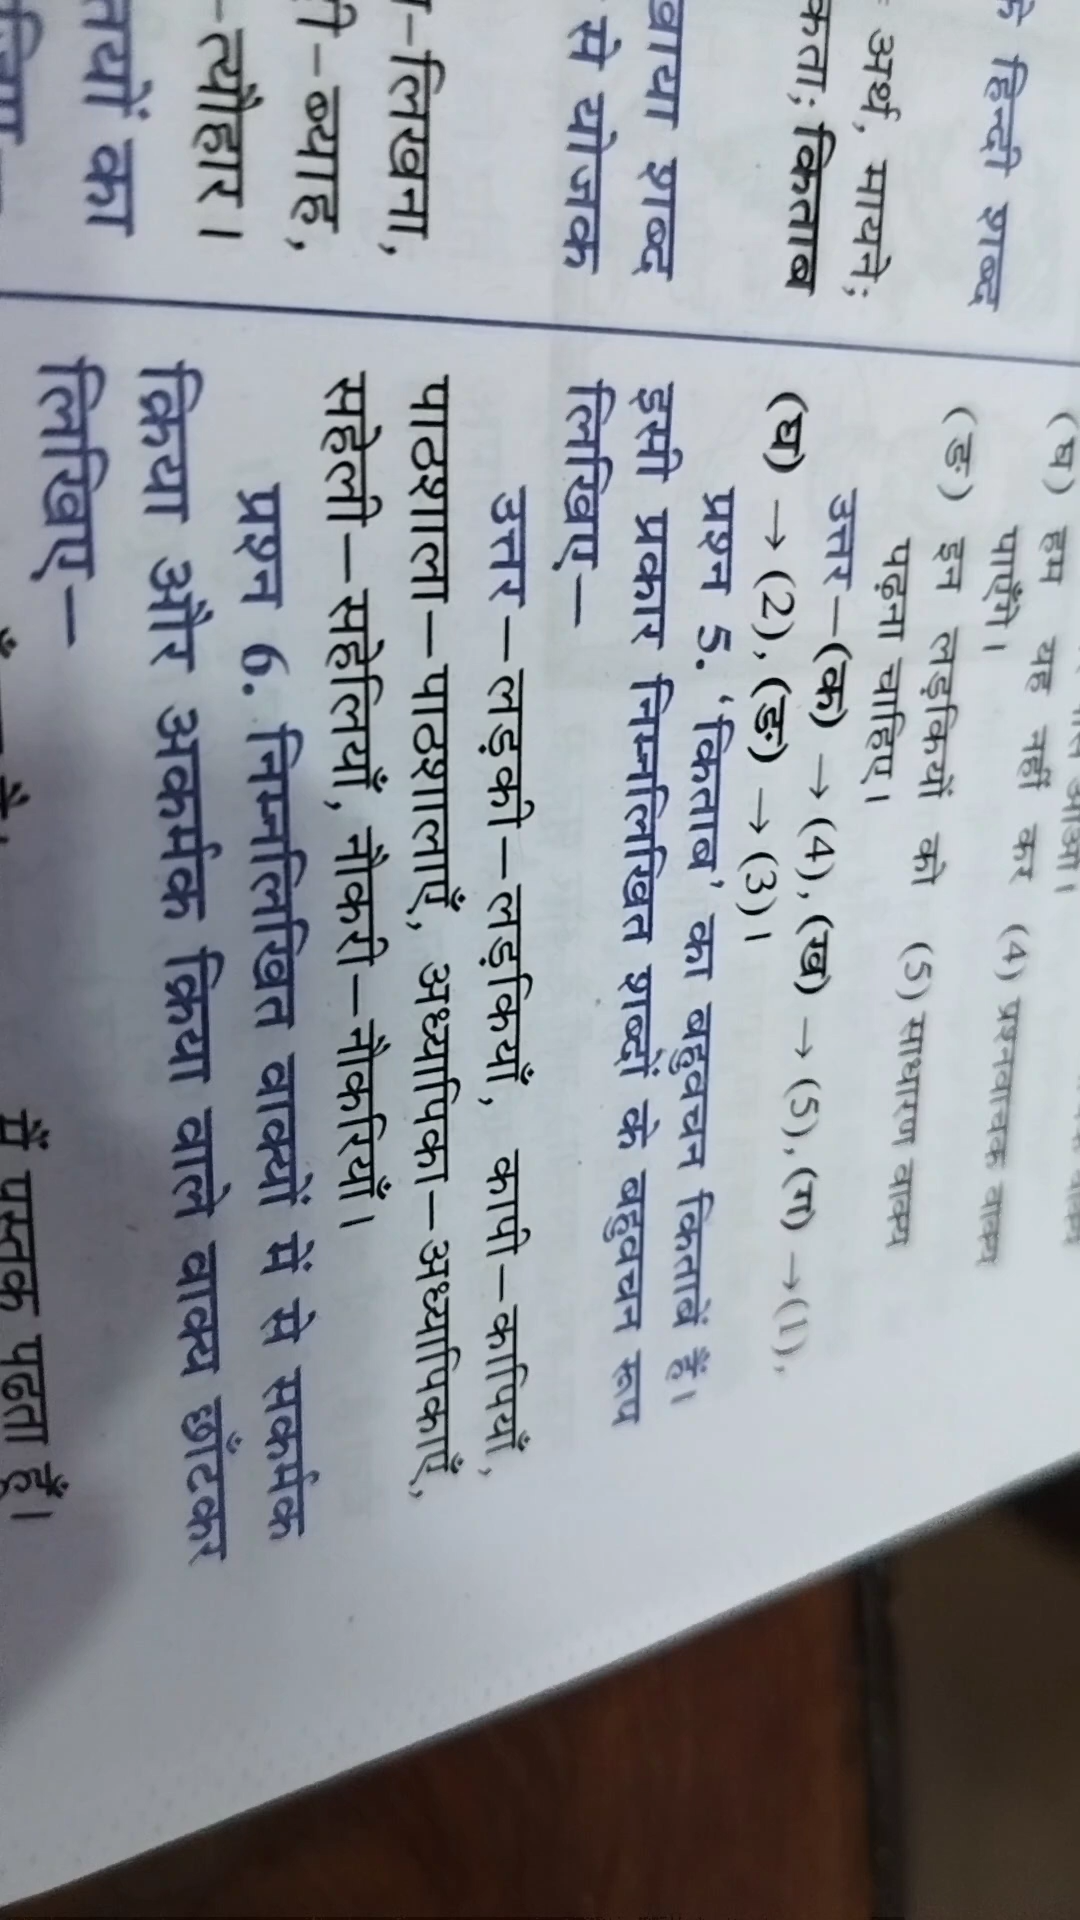 के हिन्दी शब्द
अर्थ, मायने;
कता; किताब
शब्द
से योजक
–लिखना,
–ब्याह,
–त्यौहार।
का
(घ) हम यह नहीं कर (4) प्रश्नवाचक वाक्य
पाएँगे।
(ङ) इन लड़कियों को (5) साधारण वाक्य
पढ़ना चाहिए।
उत्तर–(क) → (4), (ख) → (5), (ग) →(1),
(घ) → (2), (ङ) → (3)।
प्रश्न 5. ‘किताब’ का बहुवचन किताबें हैं।
इसी प्रकार निम्नलिखित शब्दों के बहुवचन रूप
लिखिए–
उत्तर–लड़की–लड़कियाँ, कापी–कापियाँ,
पाठशाला–पाठशालाएँ, अध्यापिका–अध्यापिकाएँ,
सहेली–सहेलियाँ, नौकरी–नौकरियाँ।
प्रश्न 6. निम्नलिखित वाक्यों में से सकर्मक
क्रिया और अकर्मक क्रिया वाले वाक्य छाँटकर
लिखिए–
में पुस्तक पढ़ता हूँ।